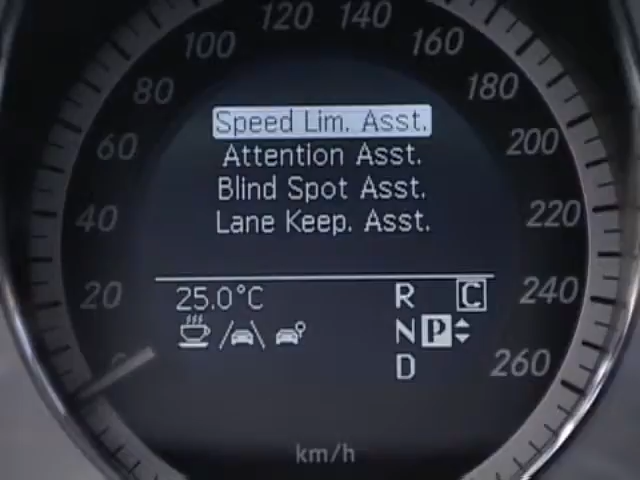 120 140
100 160
80 180
60 200
40 220
20 240
0 260
Speed Lim. Asst.
Attention Asst.
Blind Spot Asst.
Lane Keep. Asst.
25.0°C
R C
N P
D
km/h